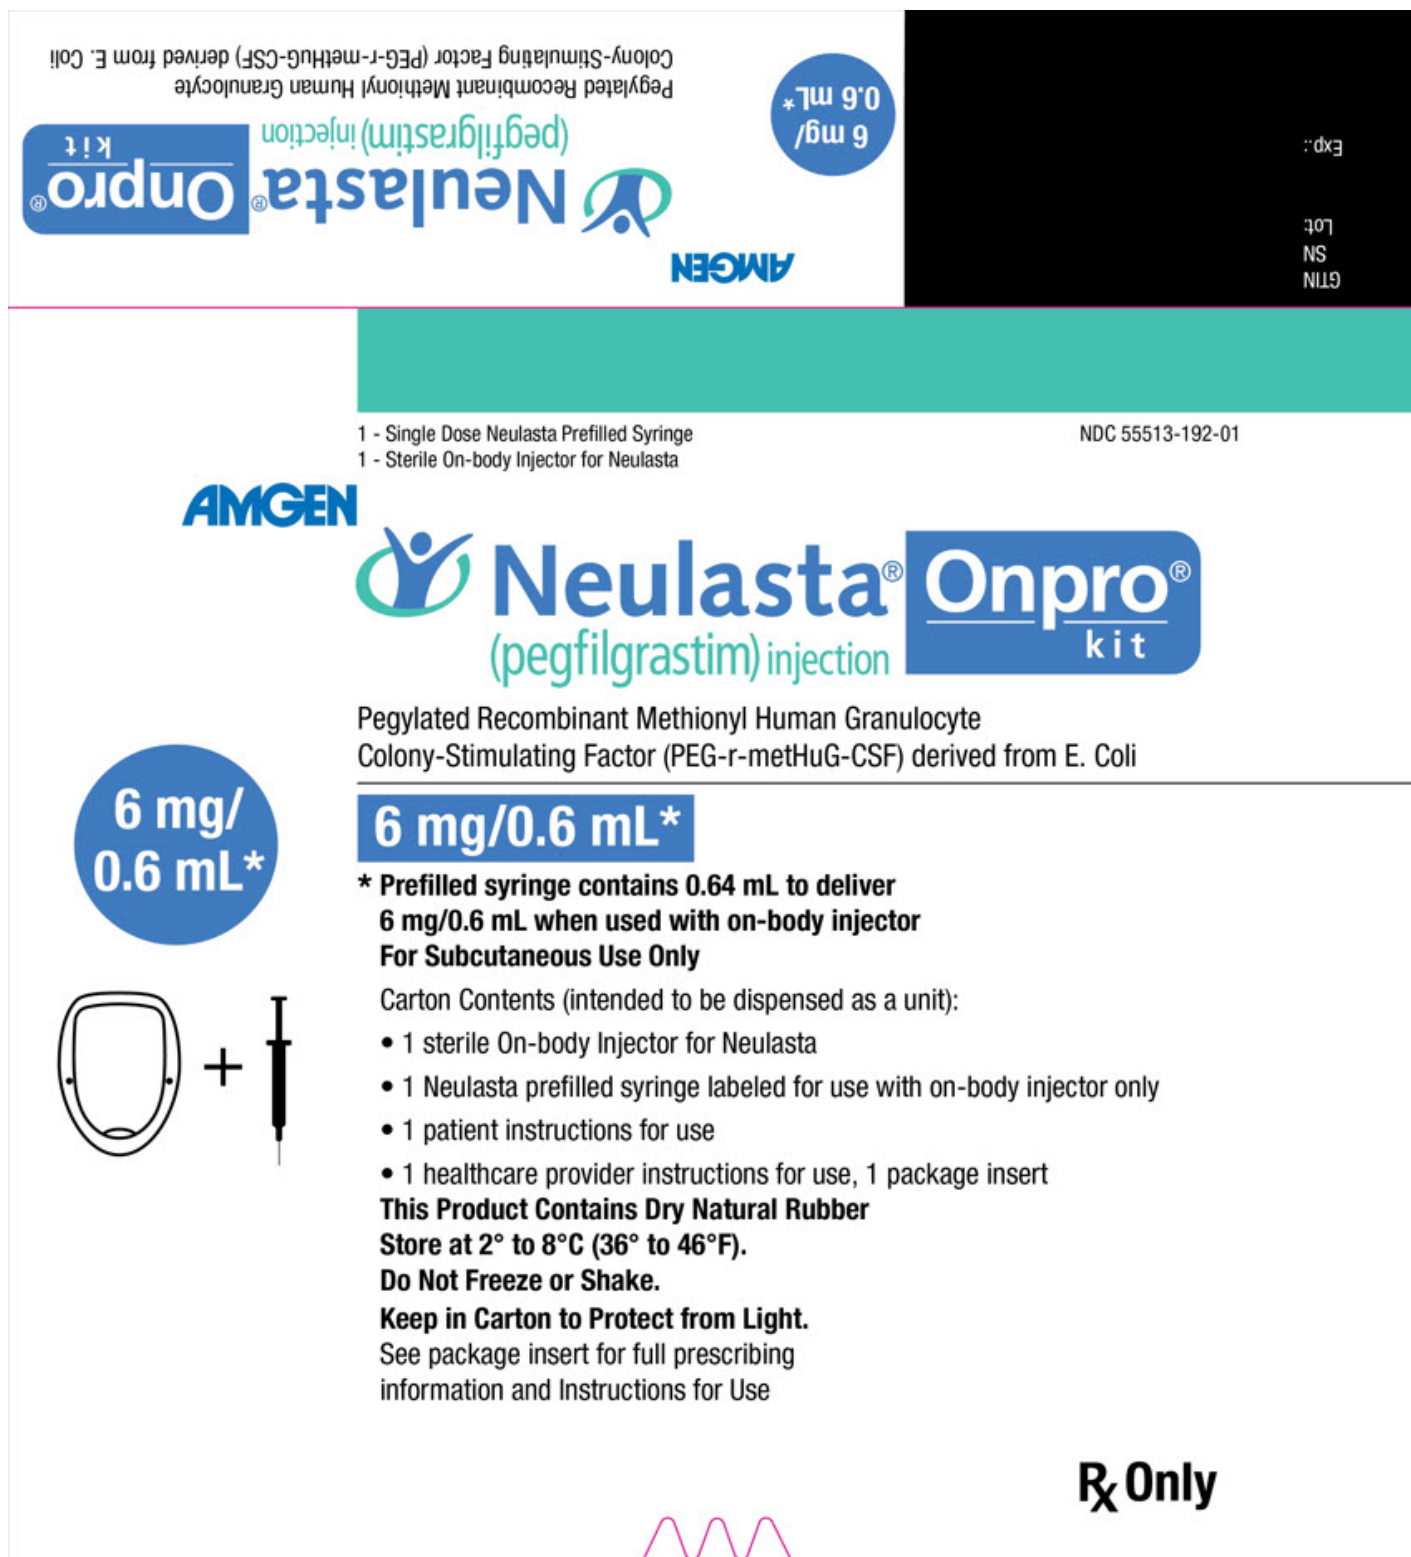 Pegylated Recombinant Methionyl Human Granulocyte
Colony-Stimulating Factor (PEG-r-metHuG-CSF) derived from E. Coli
6 mg/
0.6 mL*
Neulasta® Onpro®
kit
(pegfilgrastim) injection
AMGEN
GTIN
SN
Lot:
Exp.:
1 - Single Dose Neulasta Prefilled Syringe
1 - Sterile On-body Injector for Neulasta
NDC 55513-192-01
AMGEN
Neulasta® Onpro®
kit
(pegfilgrastim) injection
Pegylated Recombinant Methionyl Human Granulocyte
Colony-Stimulating Factor (PEG-r-metHuG-CSF) derived from E. Coli
6 mg/
0.6 mL*
6 mg/0.6 mL*
* Prefilled syringe contains 0.64 mL to deliver
6 mg/0.6 mL when used with on-body injector
For Subcutaneous Use Only
Carton Contents (intended to be dispensed as a unit):
• 1 sterile On-body Injector for Neulasta
• 1 Neulasta prefilled syringe labeled for use with on-body injector only
• 1 patient instructions for use
• 1 healthcare provider instructions for use, 1 package insert
This Product Contains Dry Natural Rubber
Store at 2° to 8°C (36° to 46°F).
Do Not Freeze or Shake.
Keep in Carton to Protect from Light.
See package insert for full prescribing
information and Instructions for Use
Rx Only